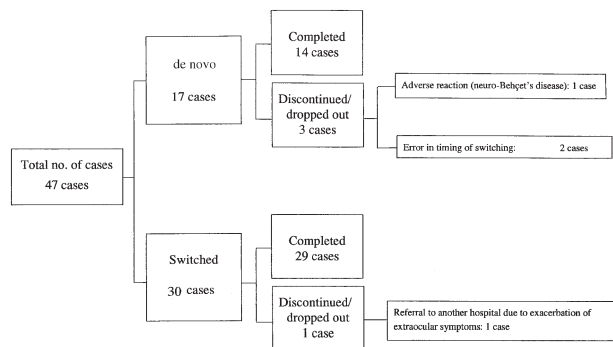 Total no. of cases
47 cases
de novo
17 cases
Completed
14 cases
Discontinued/
dropped out
3 cases
Adverse reaction (neuro-Behçet's disease): 1 case
Error in timing of switching: 2 cases
Switched
30 cases
Completed
29 cases
Discontinued/
dropped out
1 case
Referral to another hospital due to exacerbation of
extraocular symptoms: 1 case